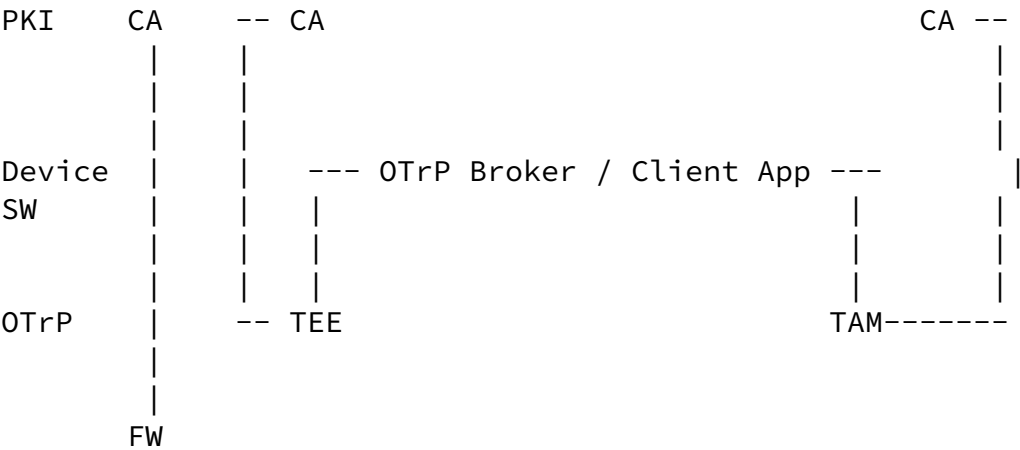 PKI     CA    -- CA                                 CA --
        |    |                                          |
        |    |                                          |
        |    |                                          |
Device  |    |   --- OTrP Broker / Client App ---       |
SW      |    |   |                              |       |
        |    |   |                              |       |
        |    |   |                              |       |
OTrP    |    -- TEE                           TAM-------
        |
        |
        FW